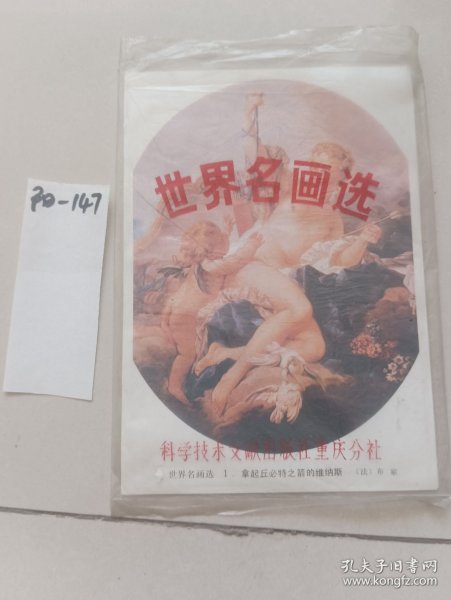 和-147
世界名画选
科学技术文献出版社重庆分社
世界名画选 1. 拿起丘必特之箭的维纳斯 (法) 布歇
孔夫子旧书网
www.kongfz.com